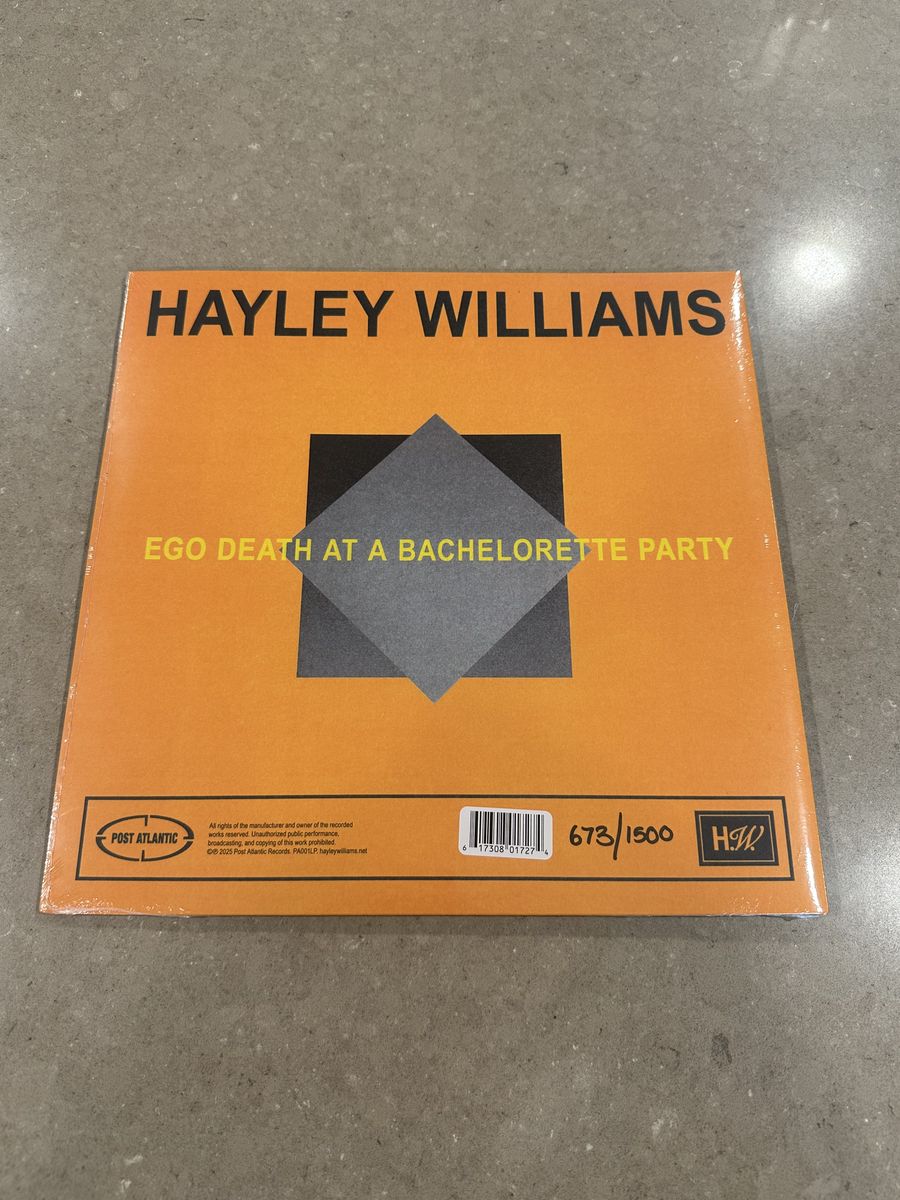 HAYLEY WILLIAMS
EGO DEATH AT A BACHELORETTE PARTY
POST ATLANTIC
All rights of the manufacturer and owner of the recorded
works reserved. Unauthorized public performance,
broadcasting, and copying of this work prohibited.
©℗ 2025 Post Atlantic Records. PA001LP. hayleywilliams.net
6 17308 01727 4
673/1500
H.W.